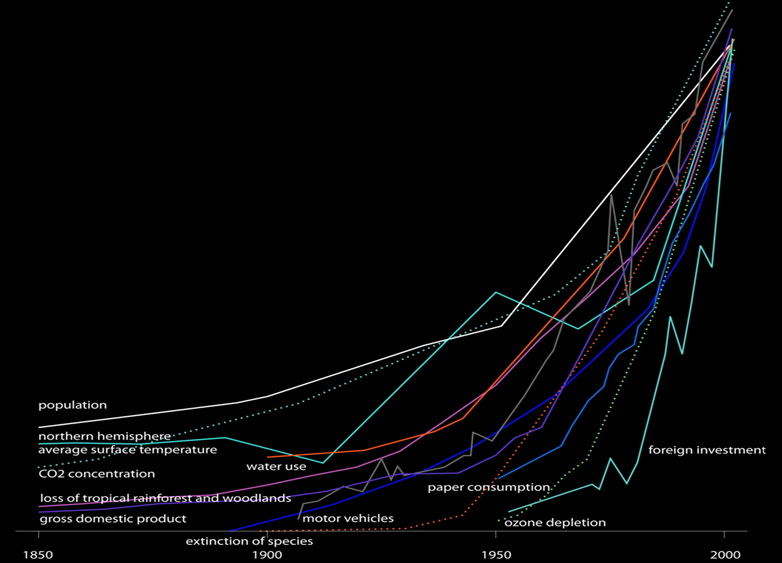 population
northern hemisphere
average surface temperature
CO2 concentration
water use
loss of tropical rainforest and woodlands
gross domestic product
extinction of species
motor vehicles
paper consumption
ozone depletion
foreign investment
1850
1900
1950
2000